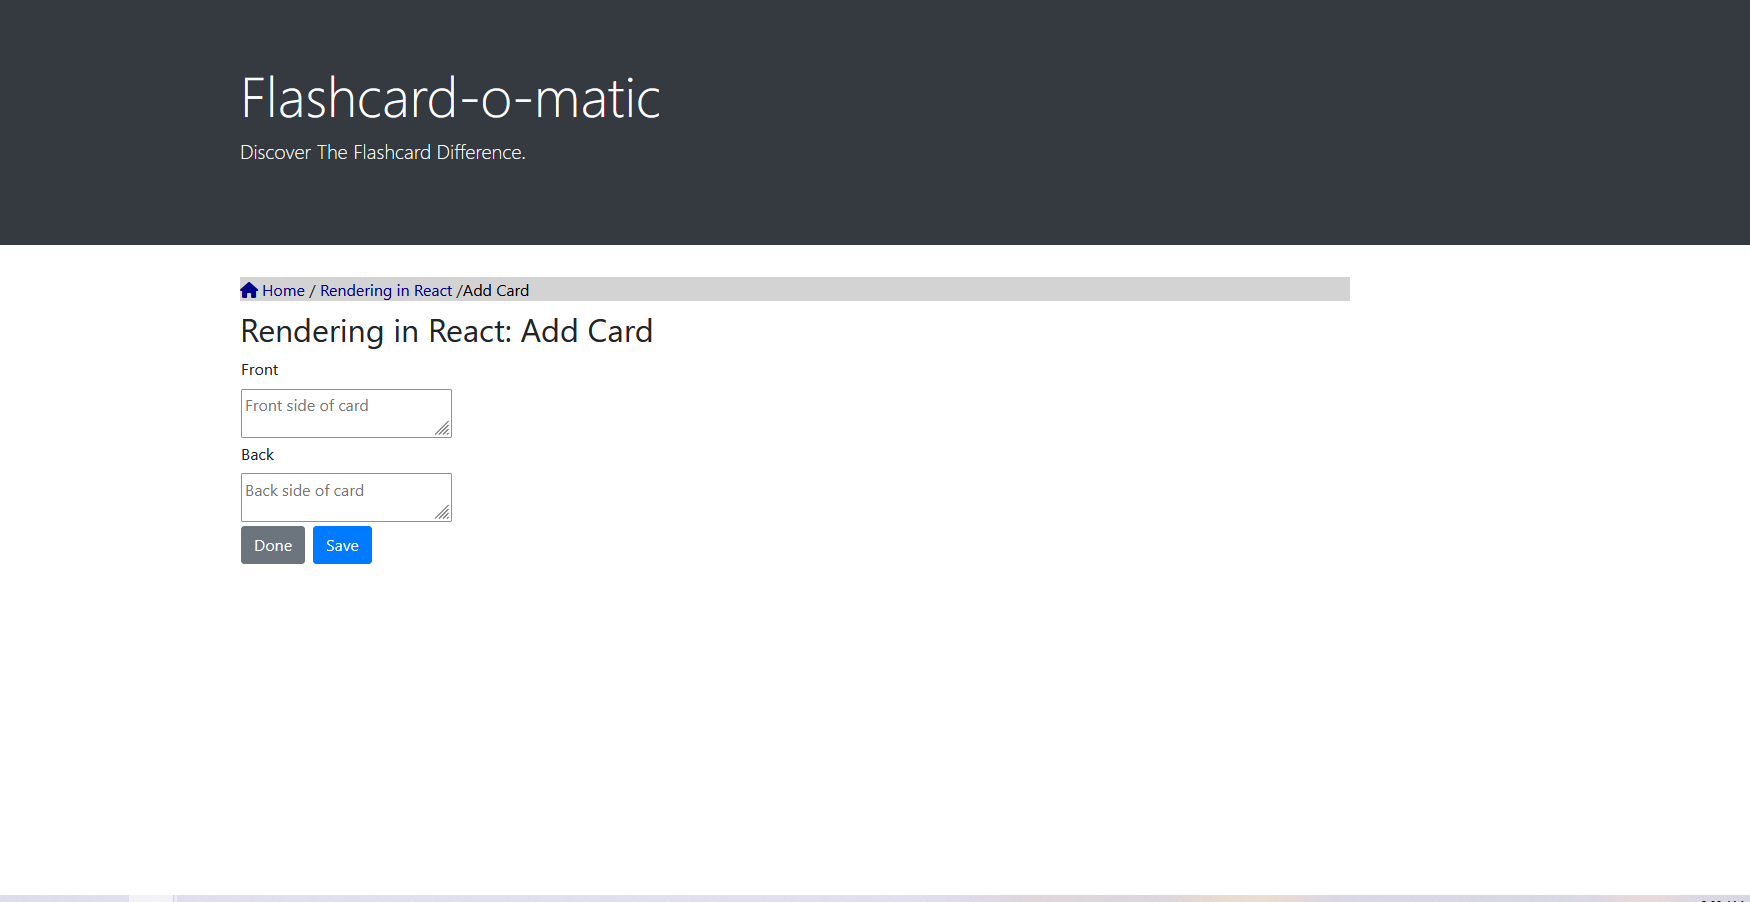 Flashcard-o-matic
Discover The Flashcard Difference.
Home / Rendering in React /Add Card
Rendering in React: Add Card
Front
Front side of card
Back
Back side of card
Done Save